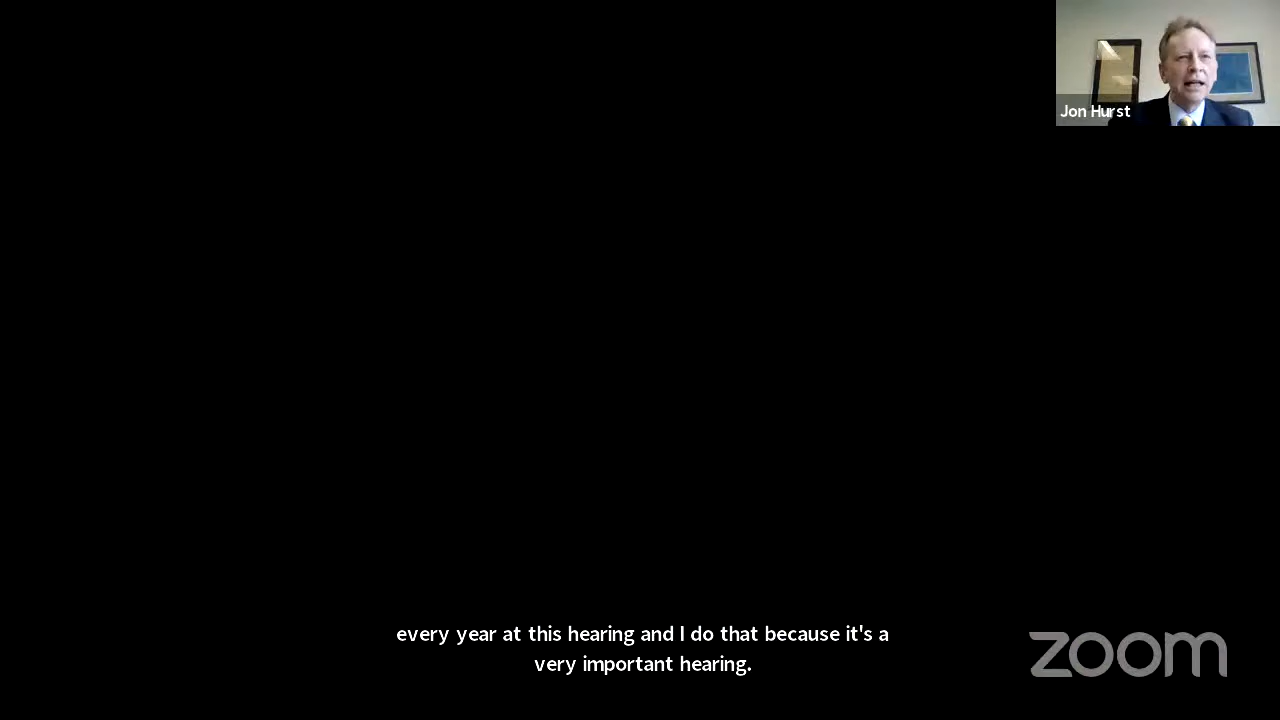 Jon Hurst
every year at this hearing and I do that because it's a
very important hearing.
zoom